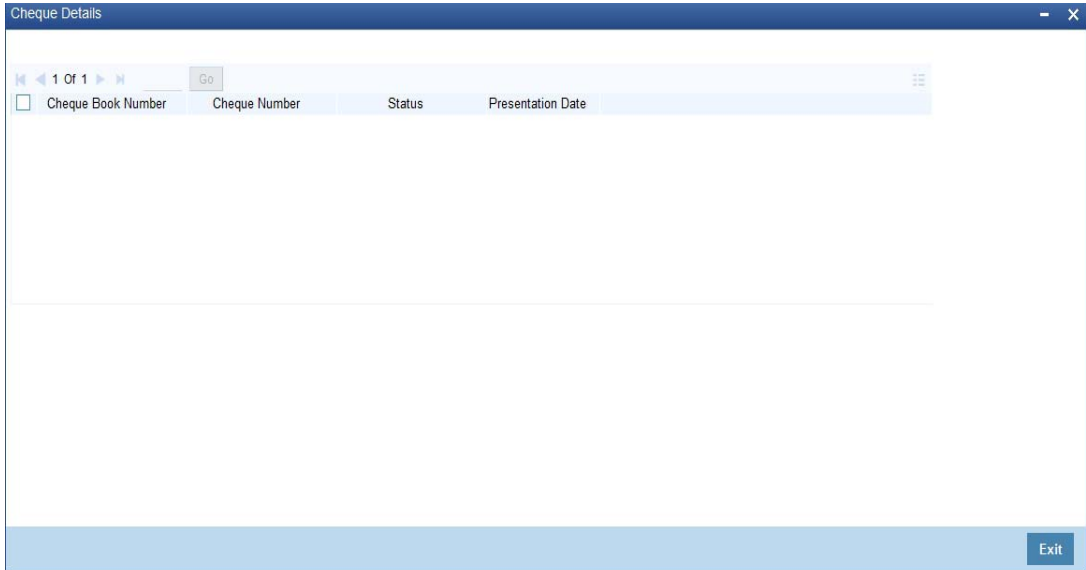 Cheque Details
1 Of 1 Go
Cheque Book Number Cheque Number Status Presentation Date
Exit